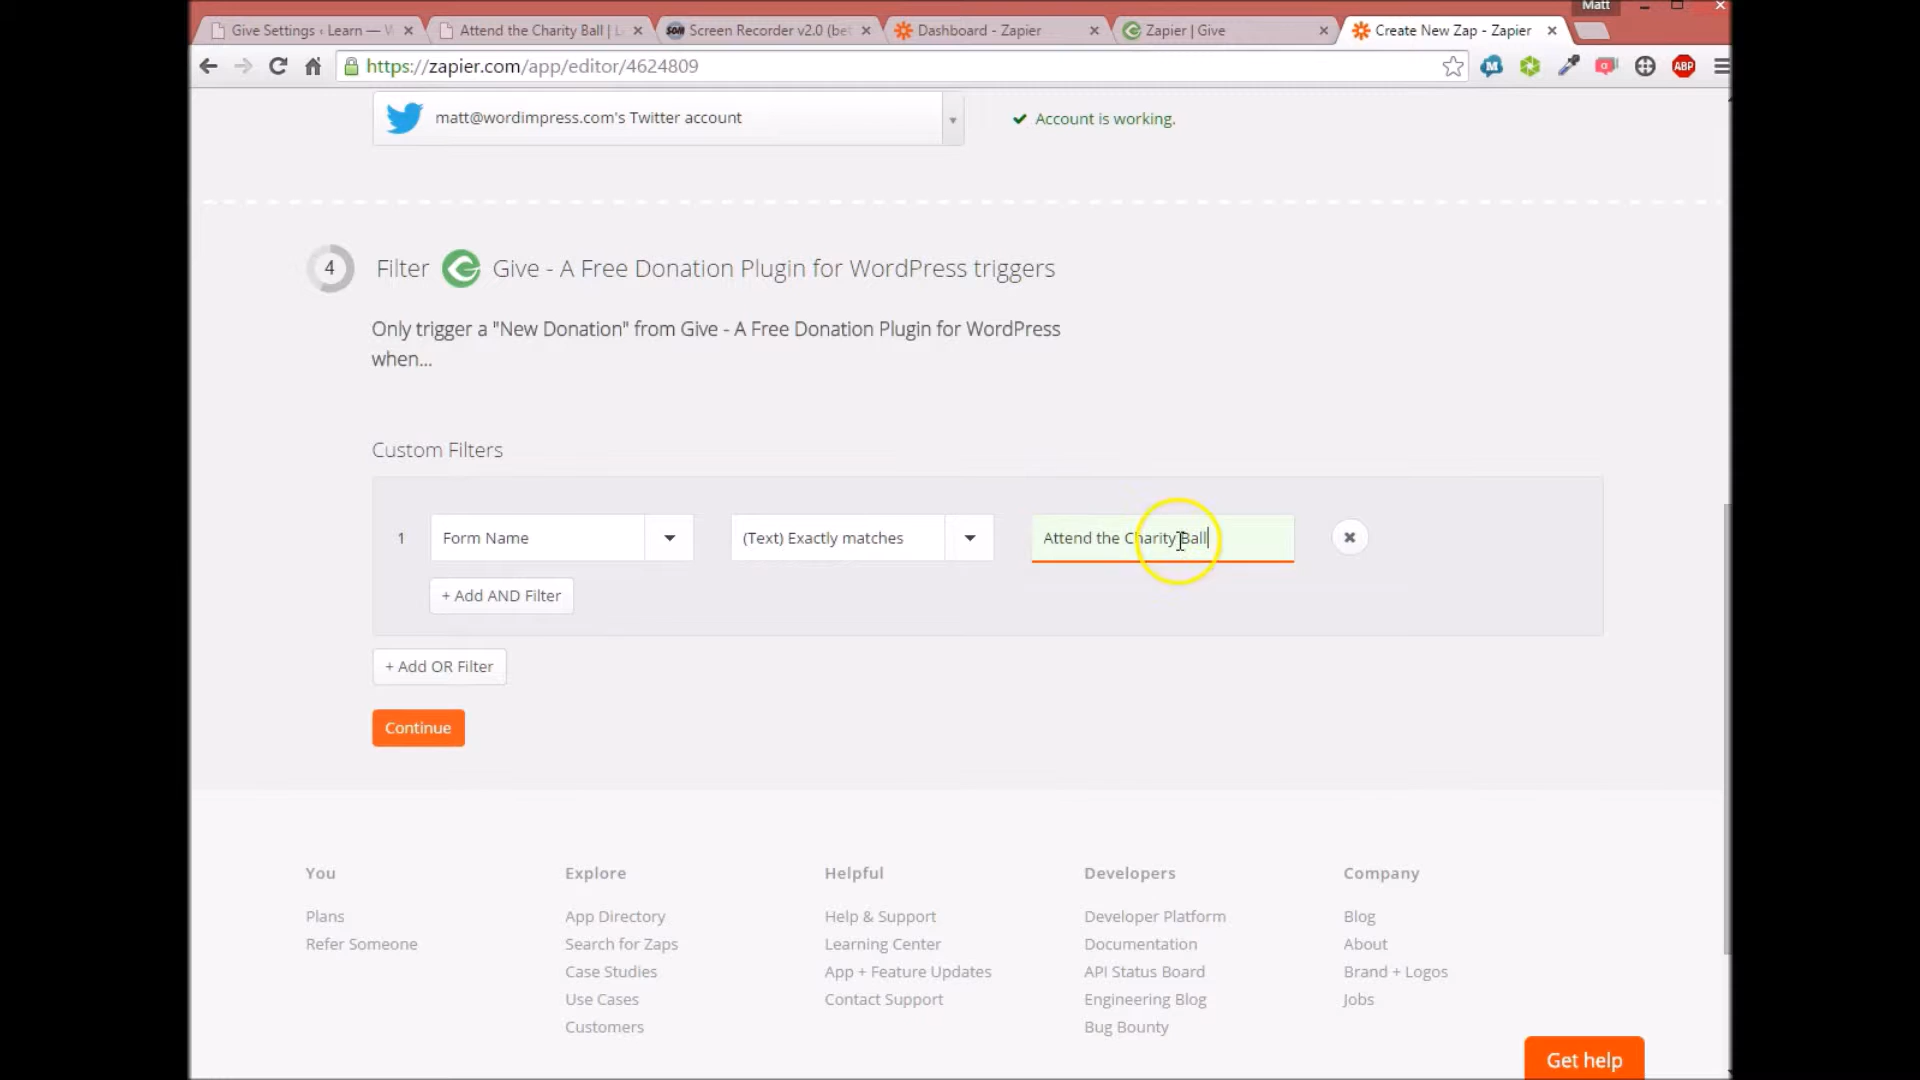 Matt
Give Settings ‹ Learn —
Attend the Charity Ball |
Screen Recorder v2.0 (be
Dashboard - Zapier
Zapier | Give
Create New Zap - Zapier
https://zapier.com/app/editor/4624809
ABP
matt@wordimpress.com's Twitter account
Account is working.
4 Filter Give - A Free Donation Plugin for WordPress triggers
Only trigger a "New Donation" from Give - A Free Donation Plugin for WordPress
when...
Custom Filters
1 Form Name (Text) Exactly matches Attend the Charity Ball
+ Add AND Filter
+ Add OR Filter
Continue
You
Plans
Refer Someone
Explore
App Directory
Search for Zaps
Case Studies
Use Cases
Customers
Helpful
Help & Support
Learning Center
App + Feature Updates
Contact Support
Developers
Developer Platform
Documentation
API Status Board
Engineering Blog
Bug Bounty
Company
Blog
About
Brand + Logos
Jobs
Get help